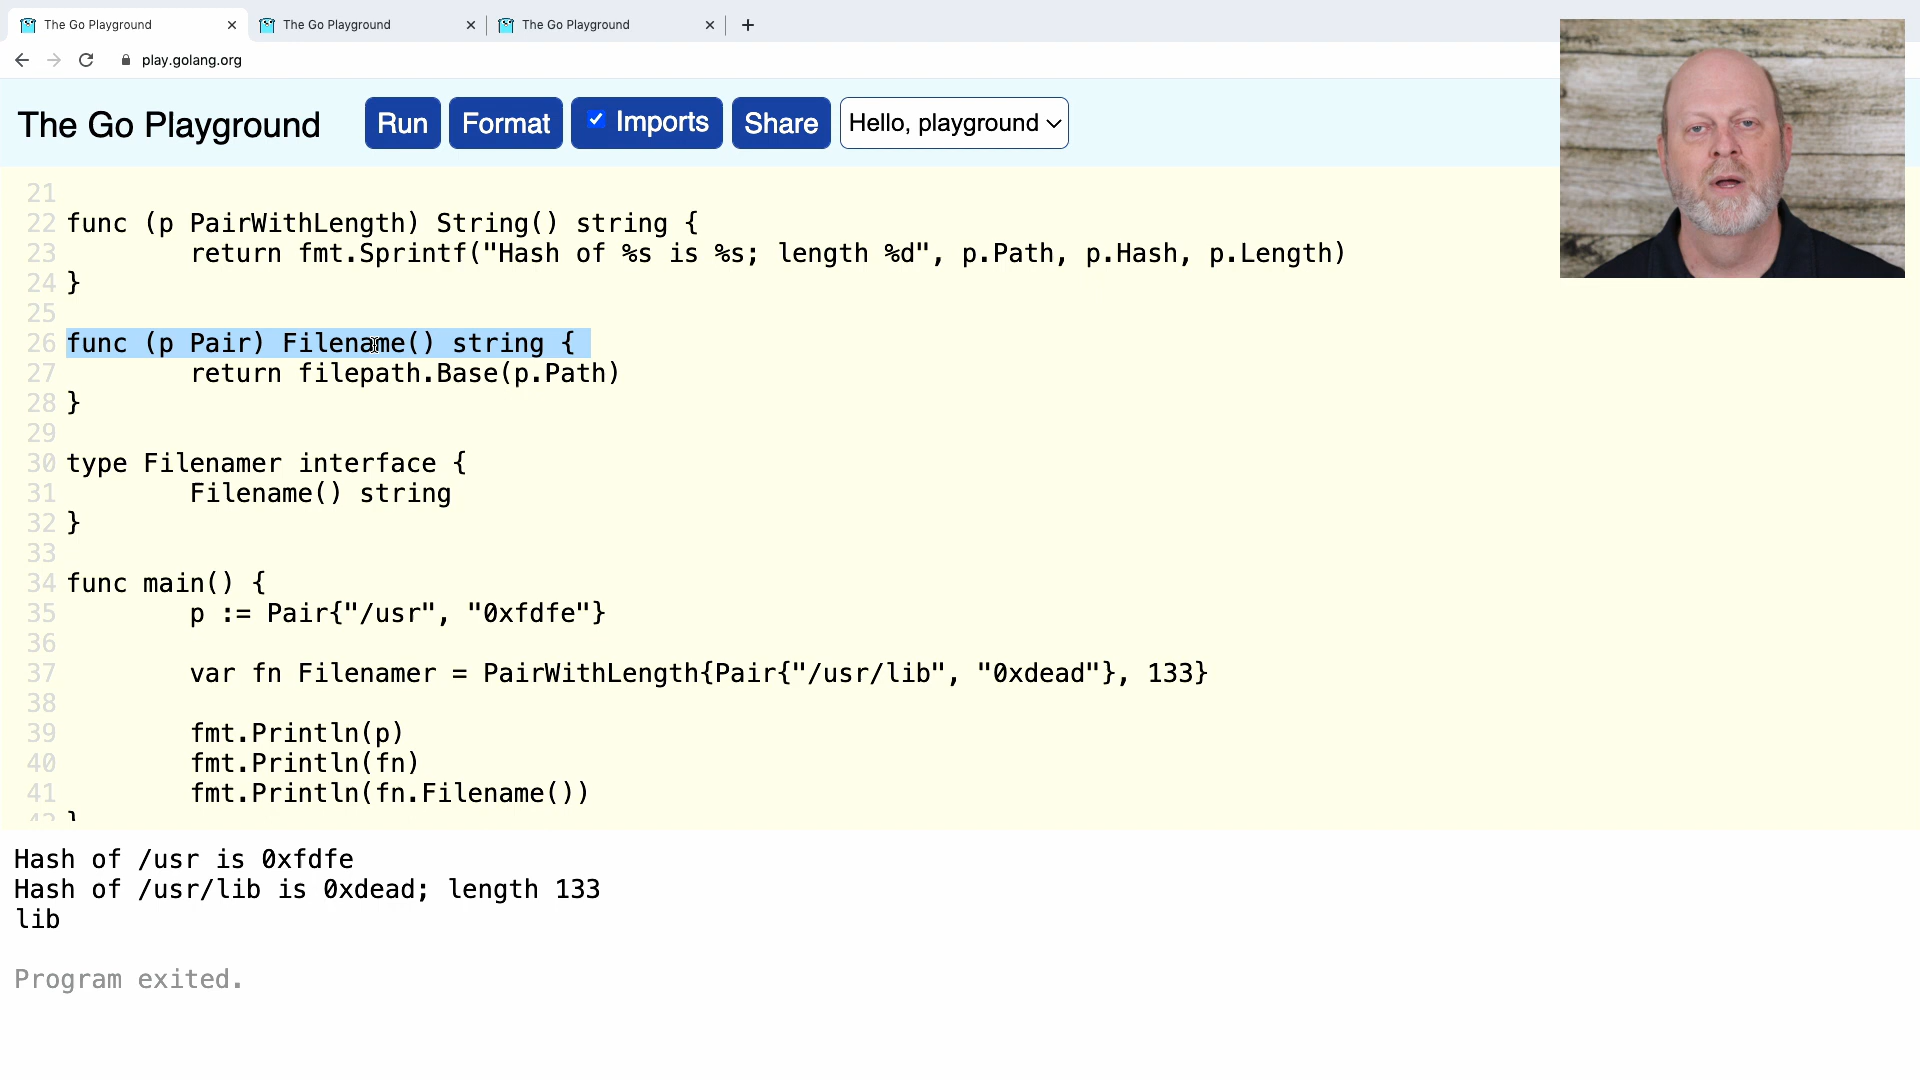 The Go Playground
The Go Playground
The Go Playground
play.golang.org
The Go Playground
Run
Format
Imports
Share
Hello, playground
21
22 func (p PairWithLength) String() string {
23 return fmt.Sprintf("Hash of %s is %s; length %d", p.Path, p.Hash, p.Length)
24 }
25
26 func (p Pair) Filename() string {
27 return filepath.Base(p.Path)
28 }
29
30 type Filenamer interface {
31 Filename() string
32 }
33
34 func main() {
35 p := Pair{"/usr", "0xfdfe"}
36
37 var fn Filenamer = PairWithLength{Pair{"/usr/lib", "0xdead"}, 133}
38
39 fmt.Println(p)
40 fmt.Println(fn)
41 fmt.Println(fn.Filename())
42 }
Hash of /usr is 0xfdfe
Hash of /usr/lib is 0xdead; length 133
lib
Program exited.